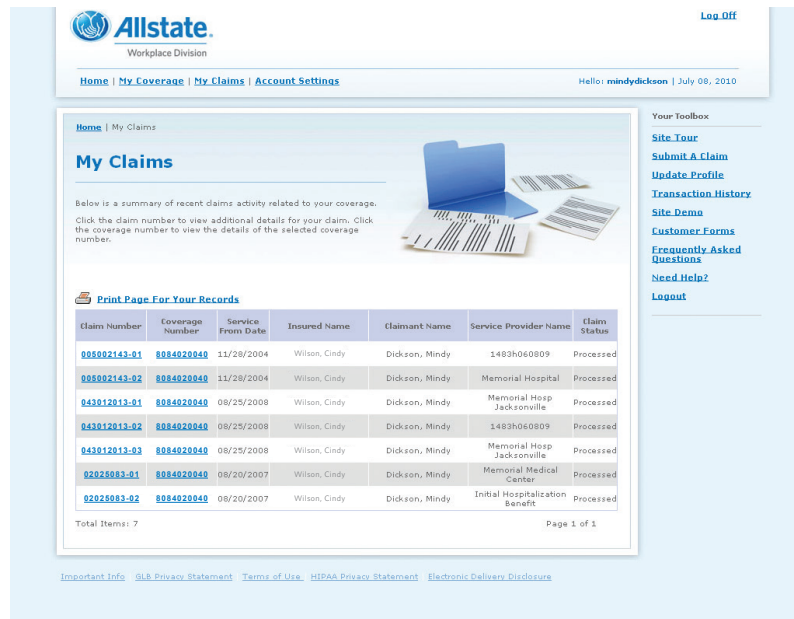 Allstate.
Workplace Division
Log Off
Home | My Coverage | My Claims | Account Settings
Hello: mindydickson | July 08, 2010
Home | My Claims
My Claims
Below is a summary of recent claims activity related to your coverage.
Click the claim number to view additional details for your claim. Click
the coverage number to view the details of the selected coverage
number.
Print Page For Your Records
Claim Number Coverage Number Service From Date Insured Name Claimant Name Service Provider Name Claim Status
005002143-01 8084020040 11/28/2004 Wilson, Cindy Dickson, Mindy 1483h060809 Processed
005002143-02 8084020040 11/28/2004 Wilson, Cindy Dickson, Mindy Memorial Hospital Processed
043012013-01 8084020040 08/25/2008 Wilson, Cindy Dickson, Mindy Memorial Hosp Jacksonville Processed
043012013-02 8084020040 08/25/2008 Wilson, Cindy Dickson, Mindy 1483h060809 Processed
043012013-03 8084020040 08/25/2008 Wilson, Cindy Dickson, Mindy Memorial Hosp Jacksonville Processed
02025083-01 8084020040 08/20/2007 Wilson, Cindy Dickson, Mindy Memorial Medical Center Processed
02025083-02 8084020040 08/20/2007 Wilson, Cindy Dickson, Mindy Initial Hospitalization Benefit Processed
Total Items: 7
Page 1 of 1
Your Toolbox
Site Tour
Submit A Claim
Update Profile
Transaction History
Site Demo
Customer Forms
Frequently Asked
Questions
Need Help?
Logout
Important Info GLB Privacy Statement Terms of Use HIPAA Privacy Statement Electronic Delivery Disclosure